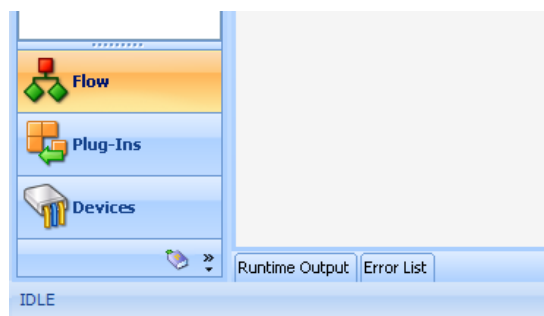 Flow
Plug-Ins
Devices
Runtime Output Error List
IDLE